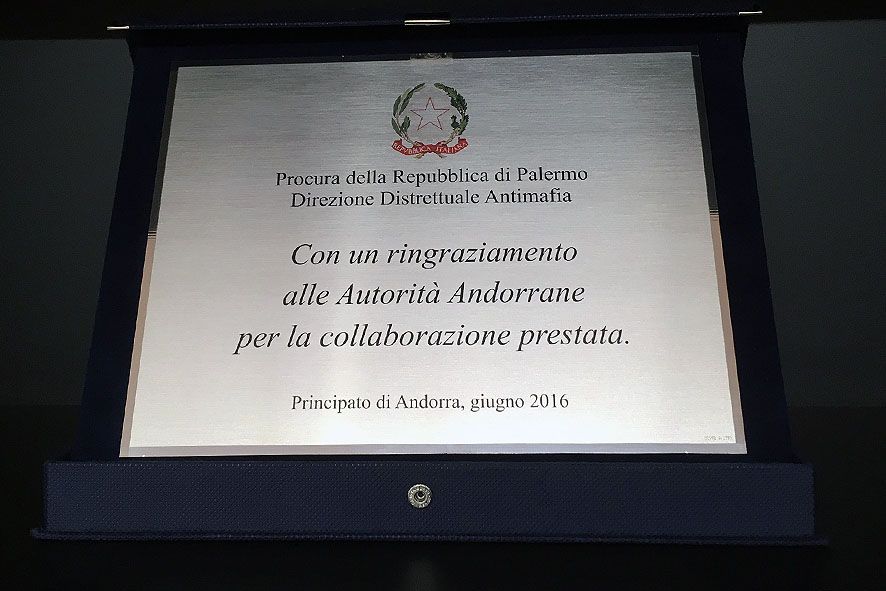 REPUBBLICA ITALIANA
Procura della Repubblica di Palermo
Direzione Distrettuale Antimafia
Con un ringraziamento
alle Autorità Andorrane
per la collaborazione prestata.
Principato di Andorra, giugno 2016